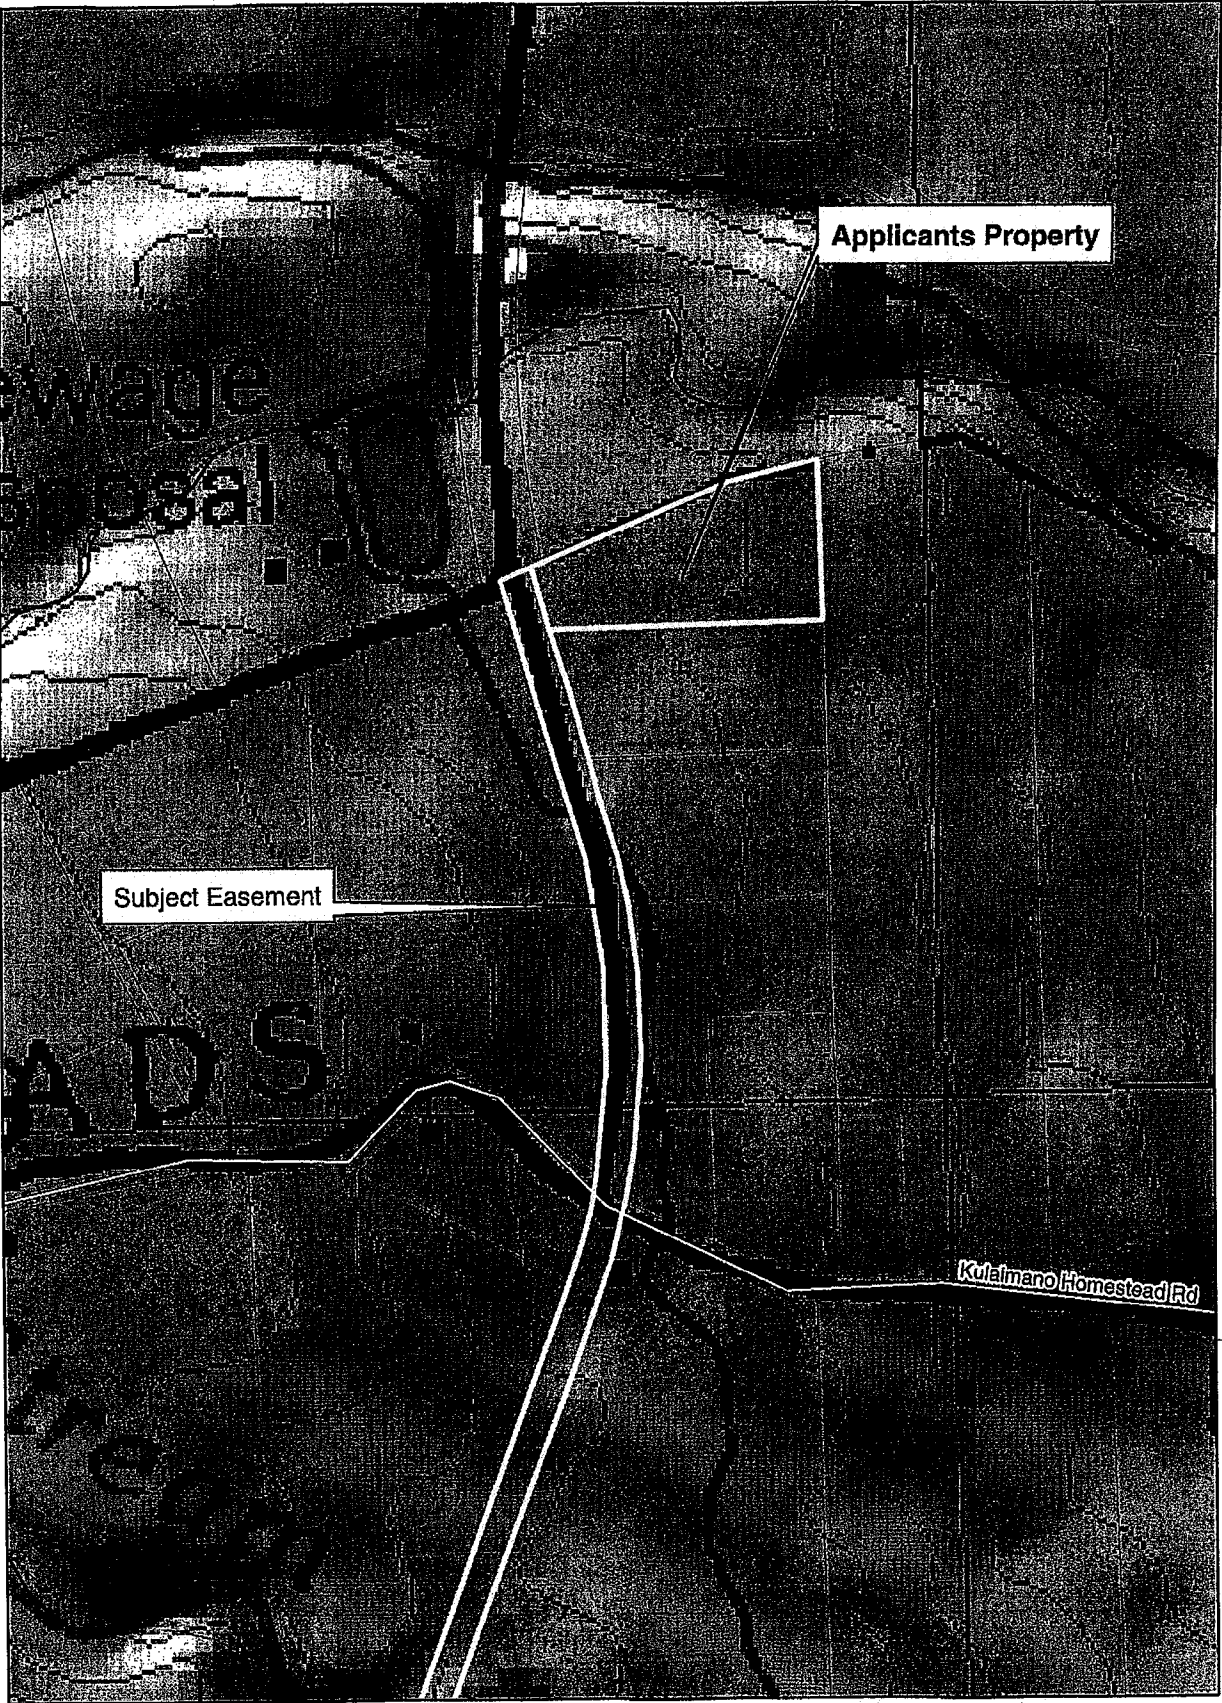 Applicants Property
ewage
sposal
Subject Easement
ADS
Kulaimano Homestead Rd